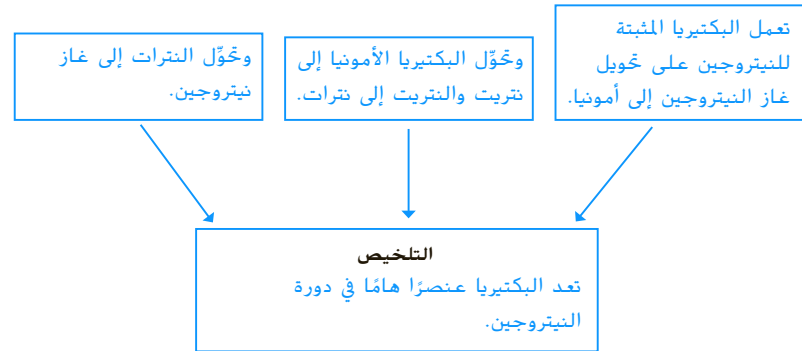 تعمل البكتيريا المثبتة
للنيتروجين على تحويل
غاز النيتروجين إلى أمونيا.
وتحوِّل البكتيريا الأمونيا إلى
نتريت والنتريت إلى نترات.
وتحوِّل النترات إلى غاز
نيتروجين.
التلخيص
تعد البكتيريا عنصرًا هامًا في دورة
النيتروجين.